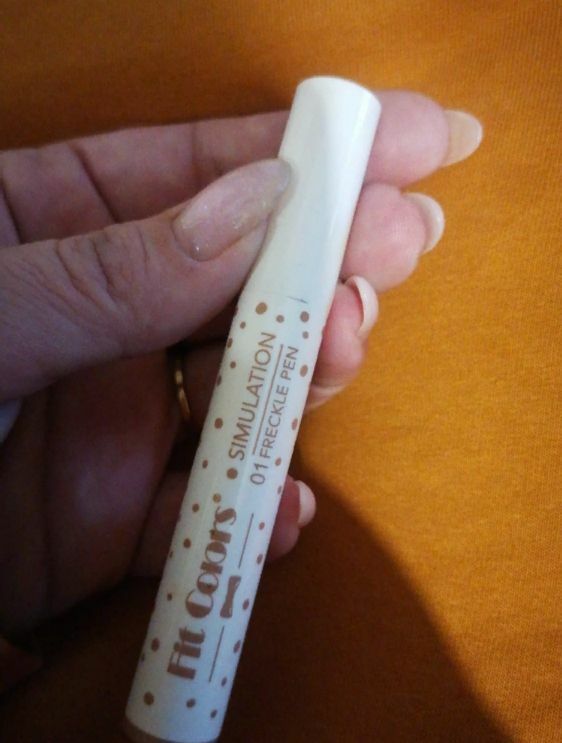 SIMULATION
01 FRECKLE PEN
Fit Colors